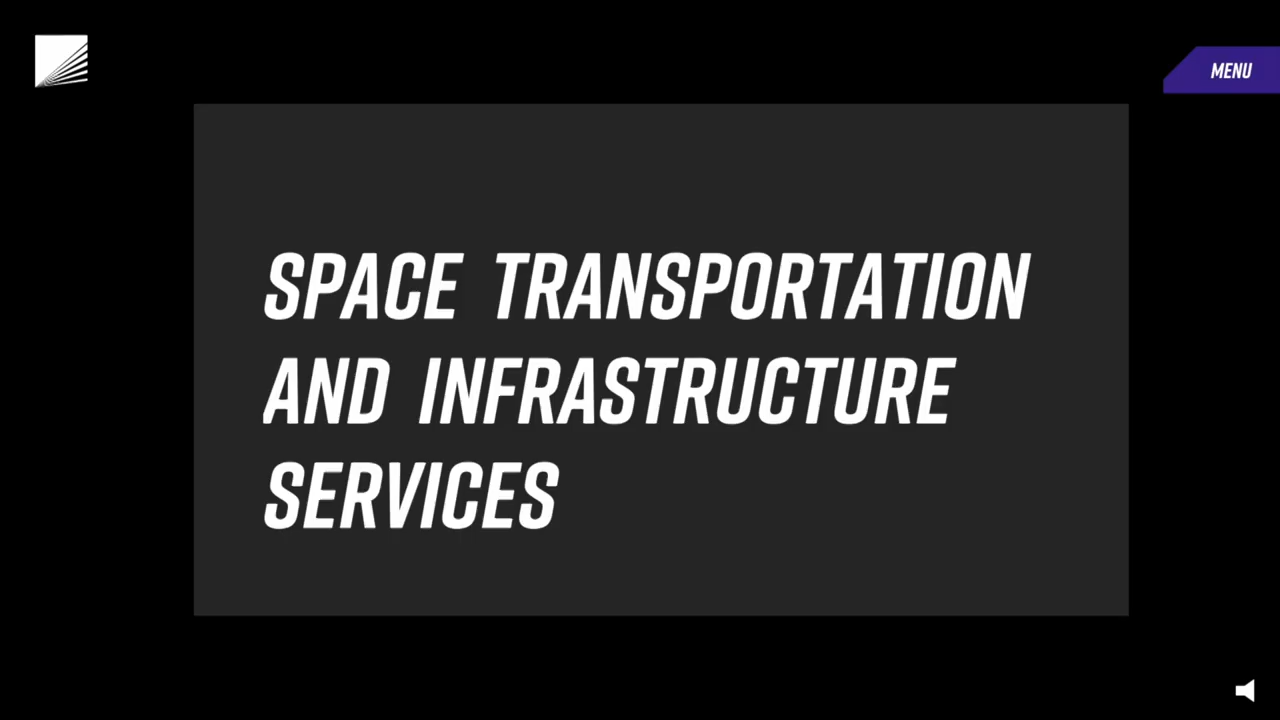 MENU
SPACE TRANSPORTATION
AND INFRASTRUCTURE
SERVICES